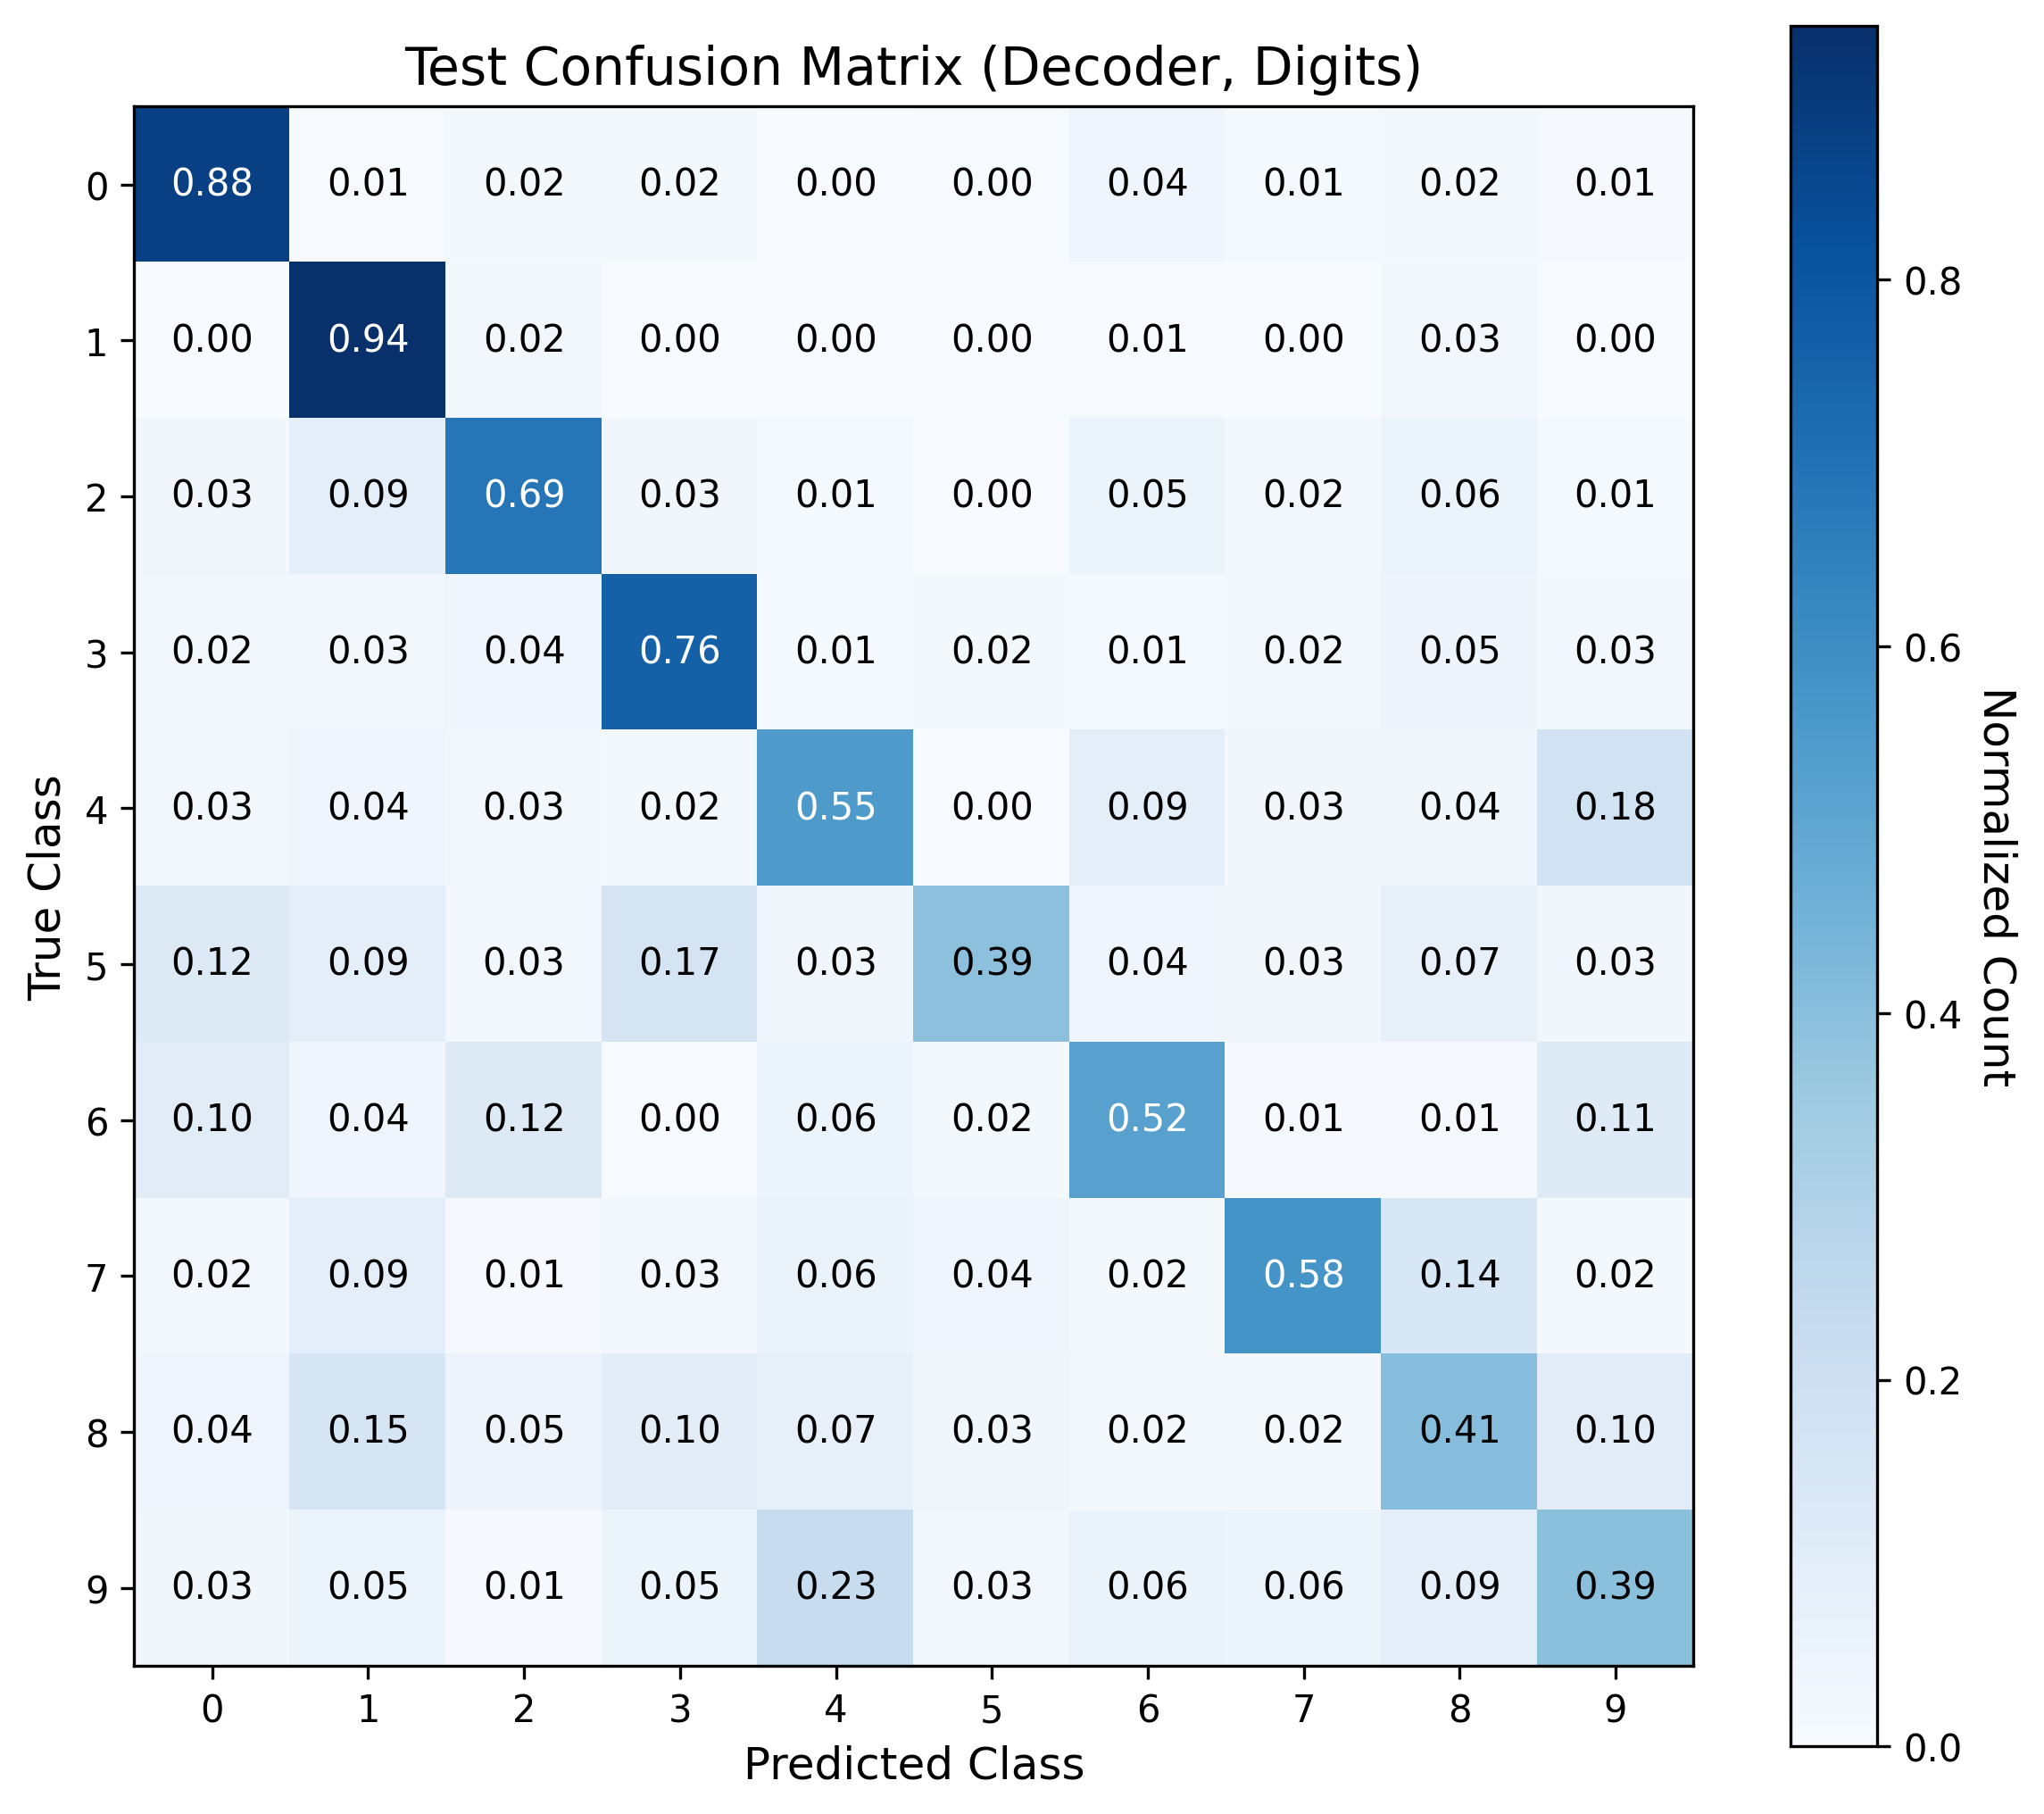 Test Confusion Matrix (Decoder, Digits)
0 0.88 0.01 0.02 0.02 0.00 0.00 0.04 0.01 0.02 0.01
1 0.00 0.94 0.02 0.00 0.00 0.00 0.01 0.00 0.03 0.00
2 0.03 0.09 0.69 0.03 0.01 0.00 0.05 0.02 0.06 0.01
3 0.02 0.03 0.04 0.76 0.01 0.02 0.01 0.02 0.05 0.03
4 0.03 0.04 0.03 0.02 0.55 0.00 0.09 0.03 0.04 0.18
5 0.12 0.09 0.03 0.17 0.03 0.39 0.04 0.03 0.07 0.03
6 0.10 0.04 0.12 0.00 0.06 0.02 0.52 0.01 0.01 0.11
7 0.02 0.09 0.01 0.03 0.06 0.04 0.02 0.58 0.14 0.02
8 0.04 0.15 0.05 0.10 0.07 0.03 0.02 0.02 0.41 0.10
9 0.03 0.05 0.01 0.05 0.23 0.03 0.06 0.06 0.09 0.39
0 1 2 3 4 5 6 7 8 9
Predicted Class
True Class
0.8
0.6
0.4
0.2
0.0
Normalized Count